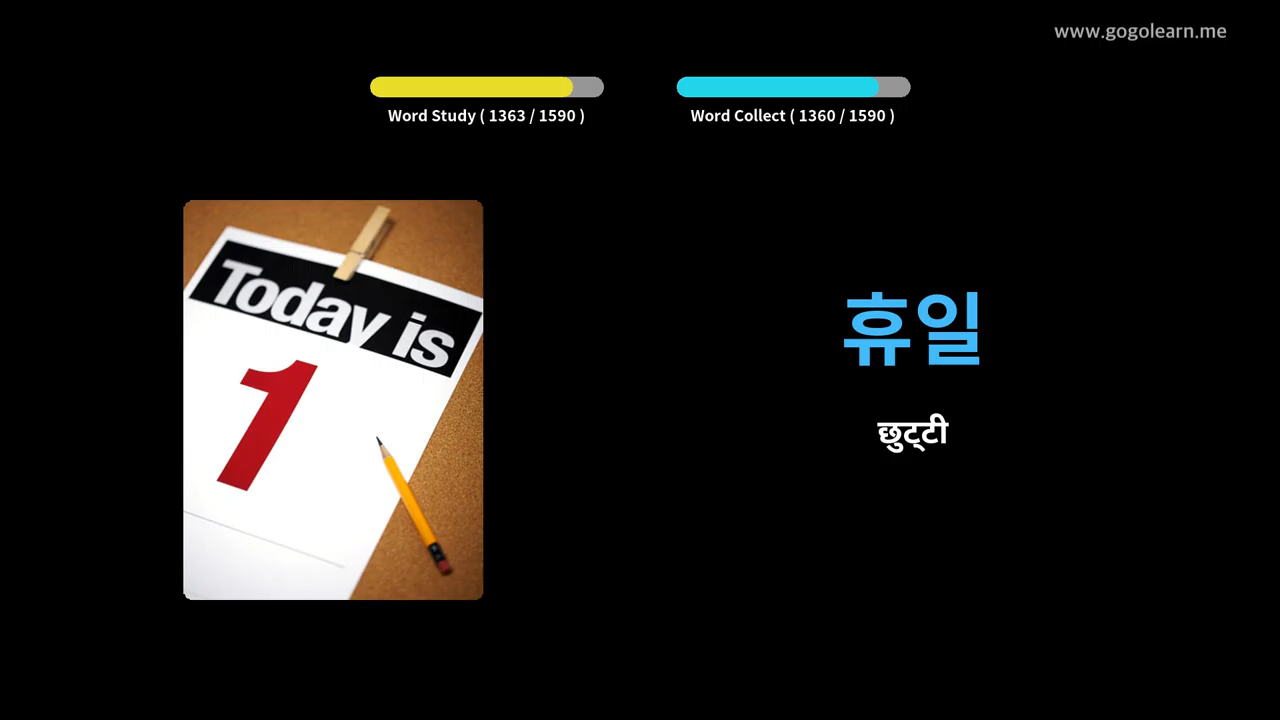 www.gogolearn.me
Word Study ( 1363 / 1590 )
Word Collect ( 1360 / 1590 )
Today is
1
휴일
छुट्टी